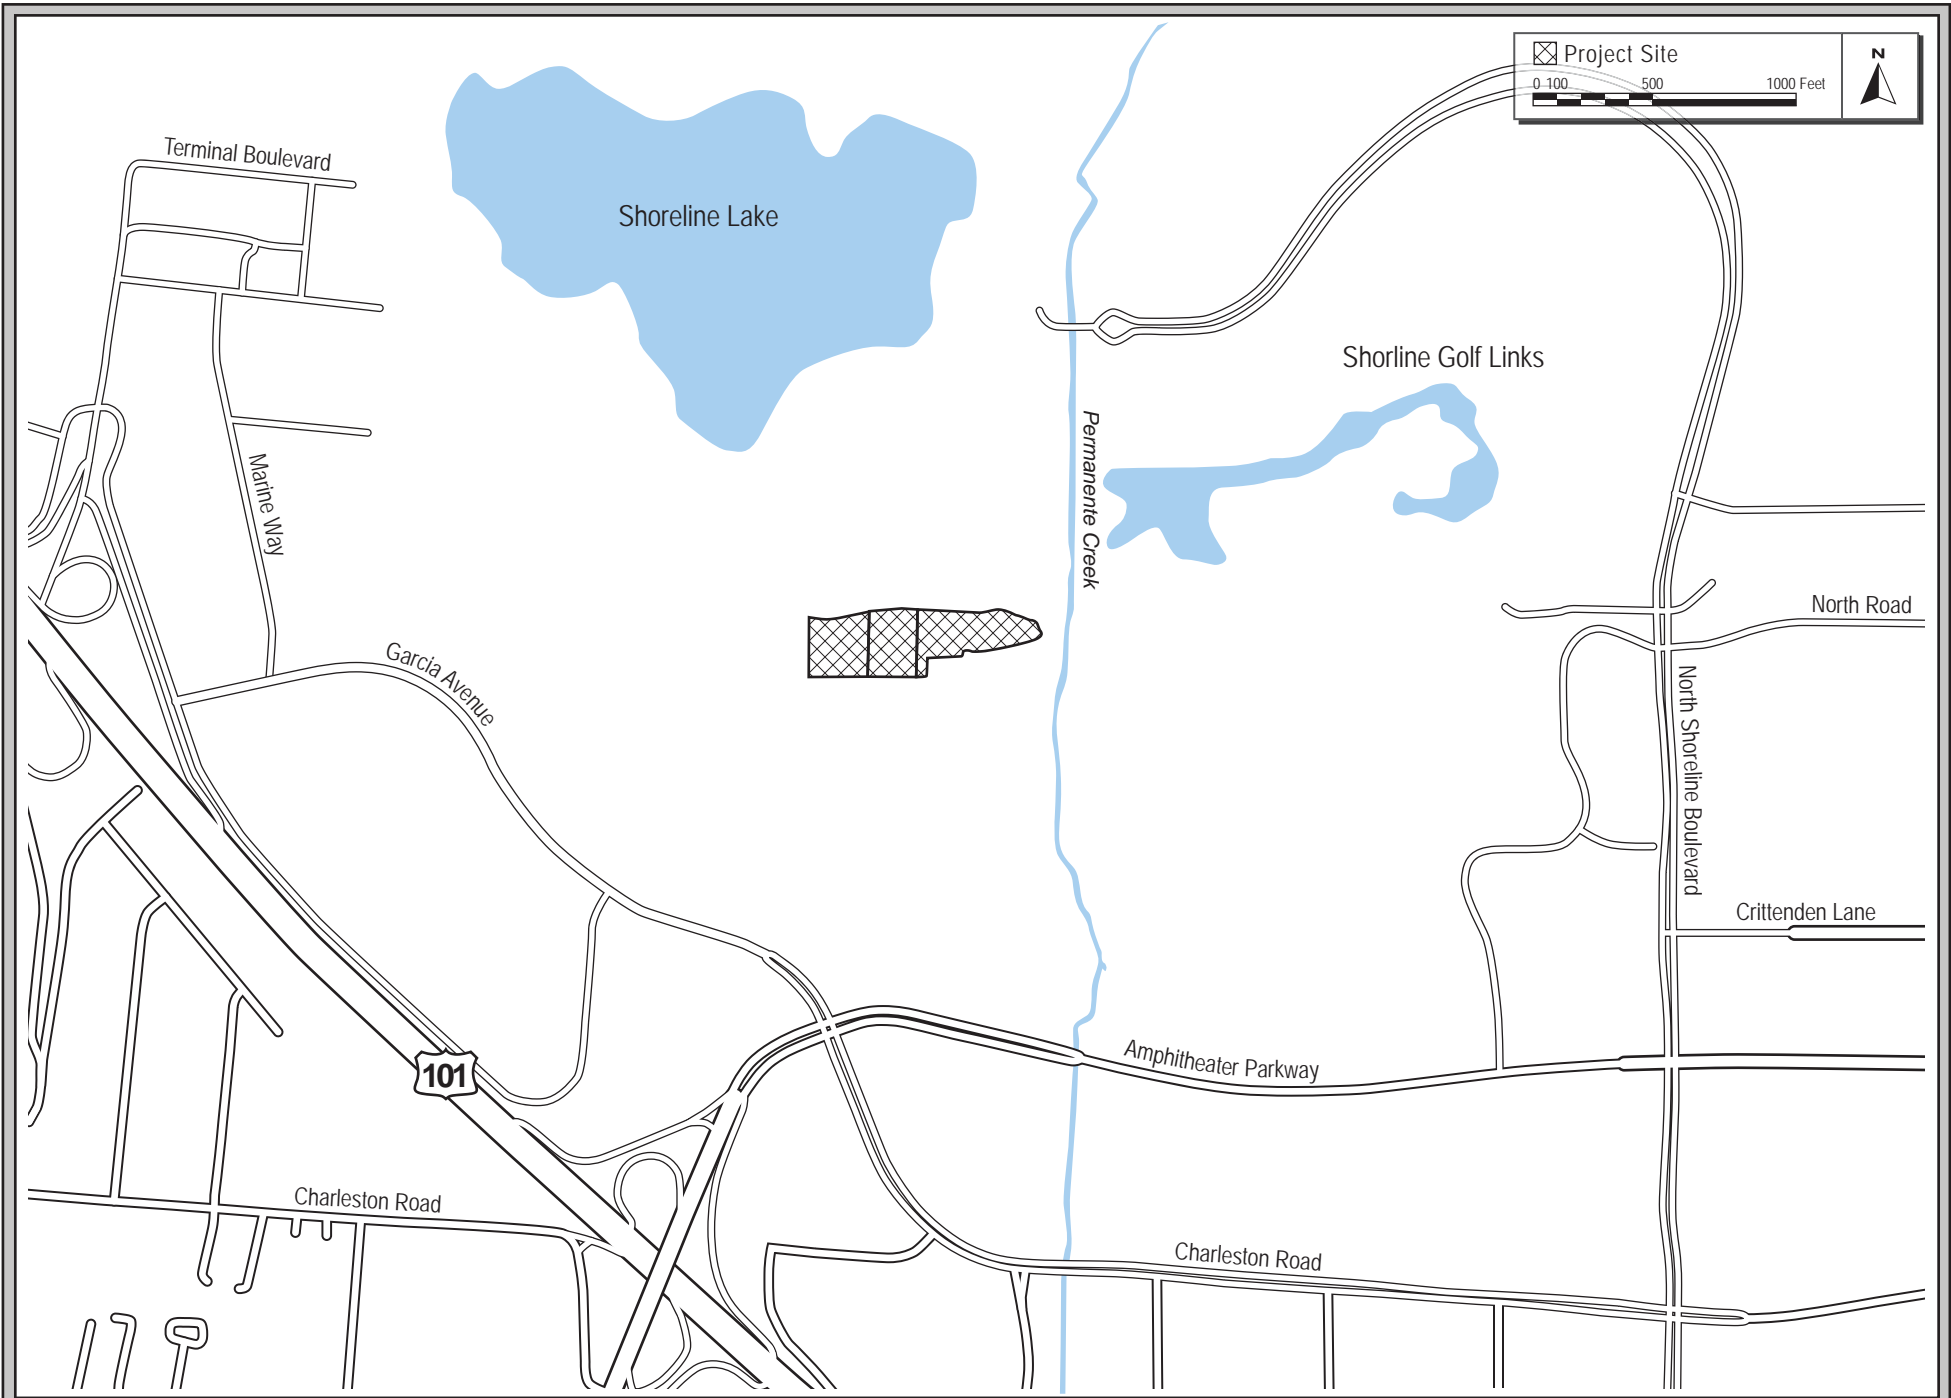 Project Site
N
0 100 500 1000 Feet
Terminal Boulevard
Shoreline Lake
Shorline Golf Links
Permanente Creek
Marine Way
North Road
Garcia Avenue
North Shoreline Boulevard
Crittenden Lane
Amphitheater Parkway
101
Charleston Road
Charleston Road